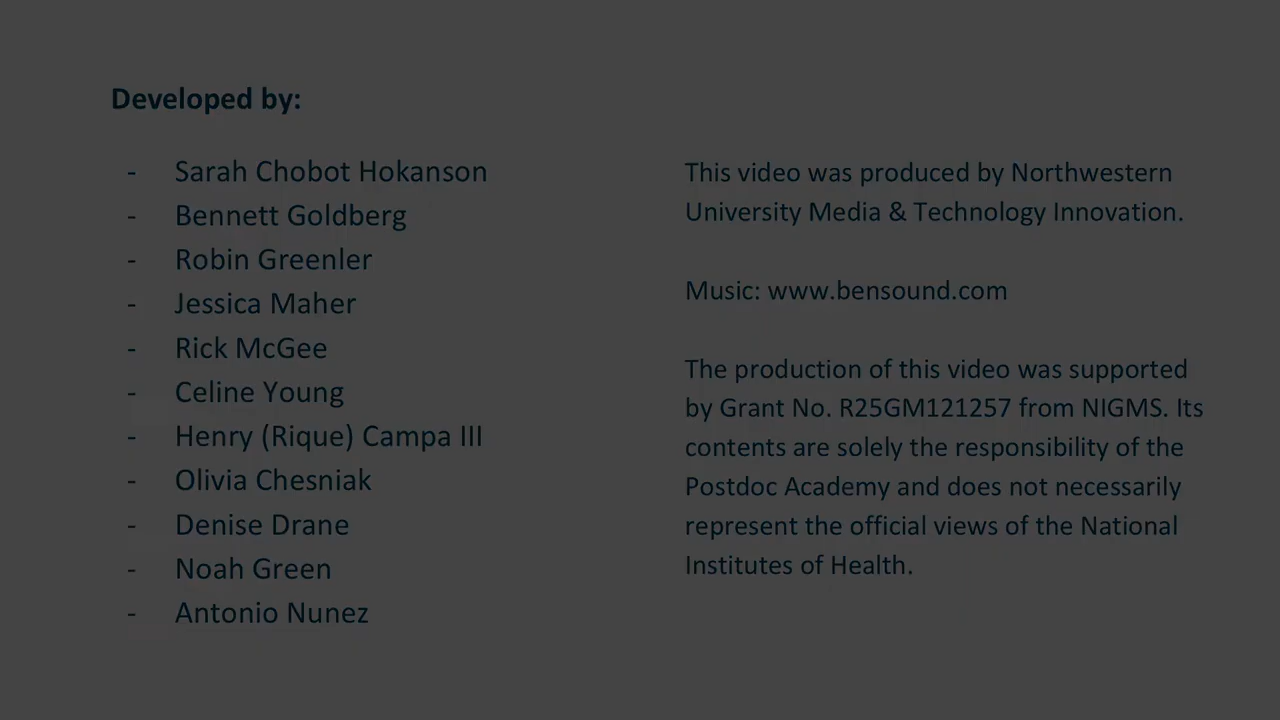 Developed by:
- Sarah Chobot Hokanson
- Bennett Goldberg
- Robin Greenler
- Jessica Maher
- Rick McGee
- Celine Young
- Henry (Rique) Campa III
- Olivia Chesniak
- Denise Drane
- Noah Green
- Antonio Nunez
This video was produced by Northwestern
University Media & Technology Innovation.
Music: www.bensound.com
The production of this video was supported
by Grant No. R25GM121257 from NIGMS. Its
contents are solely the responsibility of the
Postdoc Academy and does not necessarily
represent the official views of the National
Institutes of Health.